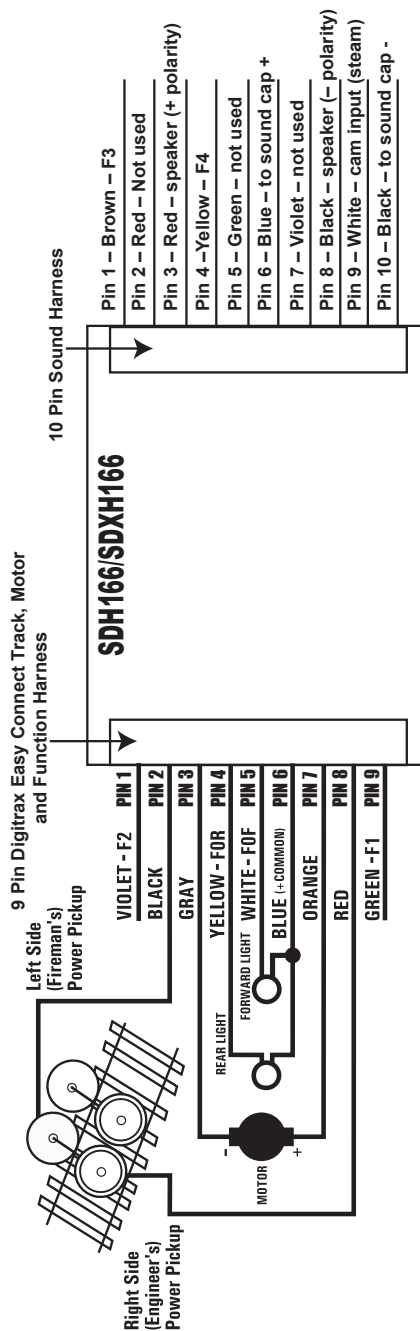 9 Pin Digitrax Easy Connect Track, Motor
and Function Harness
10 Pin Sound Harness
SDH166/SDXH166
Left Side
(Fireman's)
Power Pickup
Right Side
(Engineer's)
Power Pickup
VIOLET - F2 PIN 1
BLACK PIN 2
GRAY PIN 3
YELLOW - FOR PIN 4
WHITE - FOF PIN 5
BLUE (+COMMON) PIN 6
ORANGE PIN 7
RED PIN 8
GREEN -F1 PIN 9
REAR LIGHT
FORWARD LIGHT
-
MOTOR
+
Pin 1 – Brown – F3
Pin 2 – Red – Not used
Pin 3 – Red – speaker (+ polarity)
Pin 4 –Yellow – F4
Pin 5 – Green – not used
Pin 6 – Blue – to sound cap +
Pin 7 – Violet – not used
Pin 8 – Black – speaker (– polarity)
Pin 9 – White – cam input (steam)
Pin 10 – Black – to sound cap -